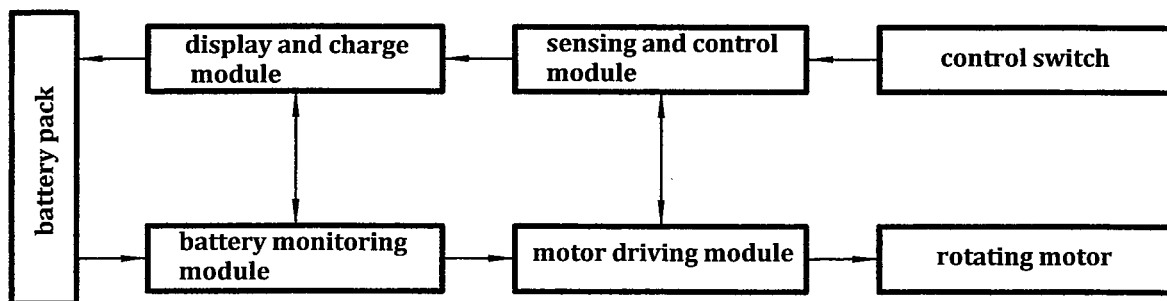 battery pack
display and charge
module
sensing and control
module
control switch
battery monitoring
module
motor driving module
rotating motor